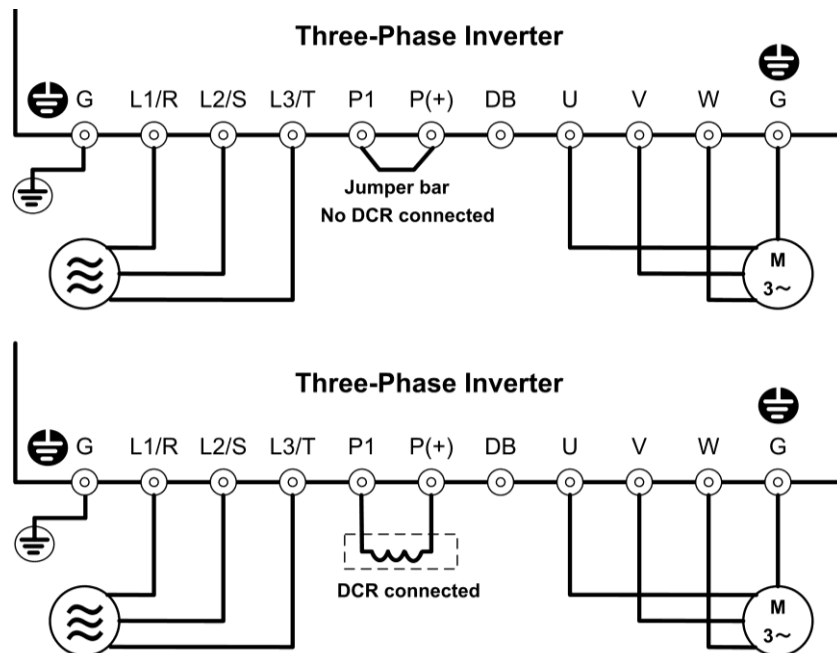 Three-Phase Inverter
G L1/R L2/S L3/T P1 P(+) DB U V W G
Jumper bar
No DCR connected
M
3~
Three-Phase Inverter
G L1/R L2/S L3/T P1 P(+) DB U V W G
DCR connected
M
3~